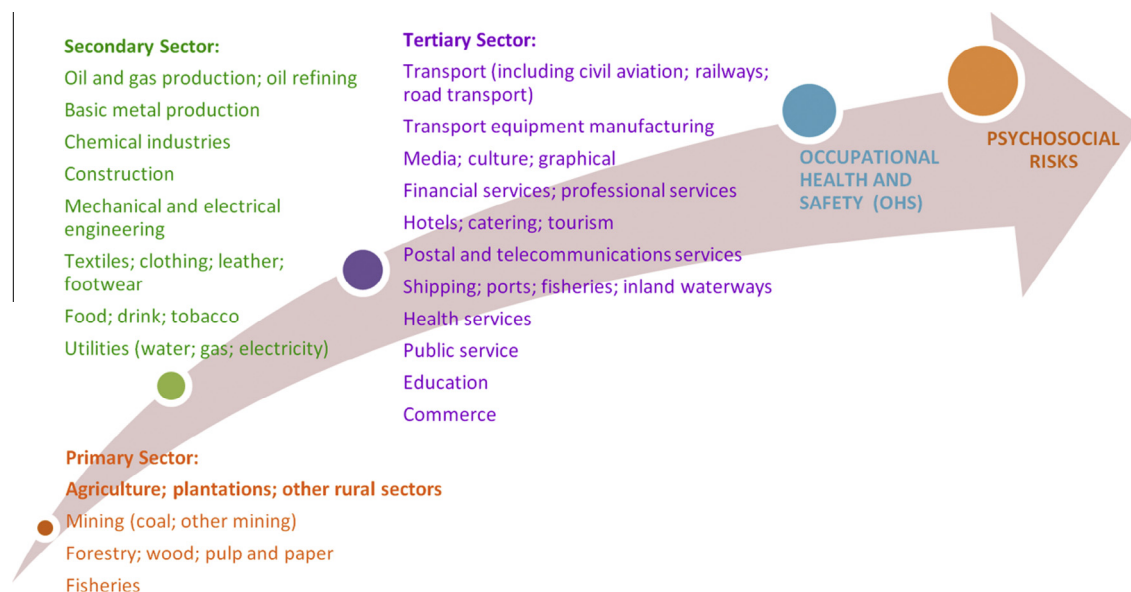 Secondary Sector:
Oil and gas production; oil refining
Basic metal production
Chemical industries
Construction
Mechanical and electrical
engineering
Textiles; clothing; leather;
footwear
Food; drink; tobacco
Utilities (water; gas; electricity)
Tertiary Sector:
Transport (including civil aviation; railways;
road transport)
Transport equipment manufacturing
Media; culture; graphical
Financial services; professional services
Hotels; catering; tourism
Postal and telecommunications services
Shipping; ports; fisheries; inland waterways
Health services
Public service
Education
Commerce
OCCUPATIONAL
HEALTH AND
SAFETY (OHS)
PSYCHOSOCIAL
RISKS
Primary Sector:
Agriculture; plantations; other rural sectors
Mining (coal; other mining)
Forestry; wood; pulp and paper
Fisheries